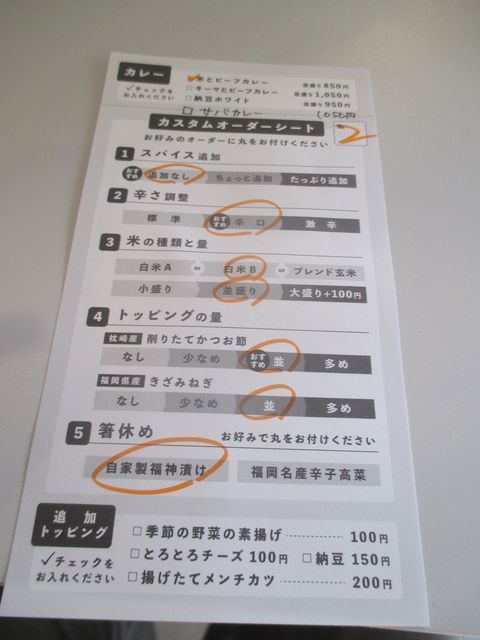 カレー
✓チェックを
お入れください
✓米とビーフカレー 並盛り850円
□キーマとビーフカレー 並盛り1,050円
□納豆ホワイト 並盛り950円
□サバカレー 1050円
カスタムオーダーシート 2
お好みのオーダーに丸をお付けください
1 スパイス追加
おすすめ 追加なし ちょっと追加 たっぷり追加
2 辛さ調整
標準 おすすめ 辛口 激辛
3 米の種類と量
白米A or 白米B or ブレンド玄米
小盛り 並盛り 大盛り+100円
4 トッピングの量
枕崎産 削りたてかつお節
なし 少なめ おすすめ 並 多め
福岡県産 きざみねぎ
なし 少なめ 並 多め
5 箸休め お好みで丸をお付けください
自家製福神漬け 福岡名産辛子高菜
追加
トッピング
✓チェックを
お入れください
□季節の野菜の素揚げ 100円
□とろとろチーズ 100円 □納豆 150円
□揚げたてメンチカツ 200円